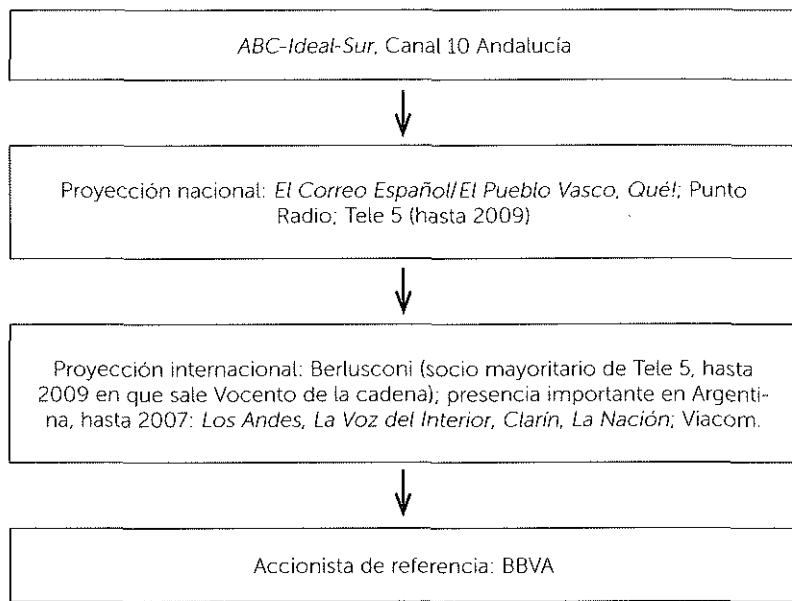 ABC-Ideal-Sur, Canal 10 Andalucía
Proyección nacional: El Correo Español/El Pueblo Vasco, Qué!; Punto
Radio; Tele 5 (hasta 2009)
Proyección internacional: Berlusconi (socio mayoritario de Tele 5, hasta
2009 en que sale Vocento de la cadena); presencia importante en Argenti-
na, hasta 2007: Los Andes, La Voz del Interior, Clarín, La Nación; Viacom.
Accionista de referencia: BBVA